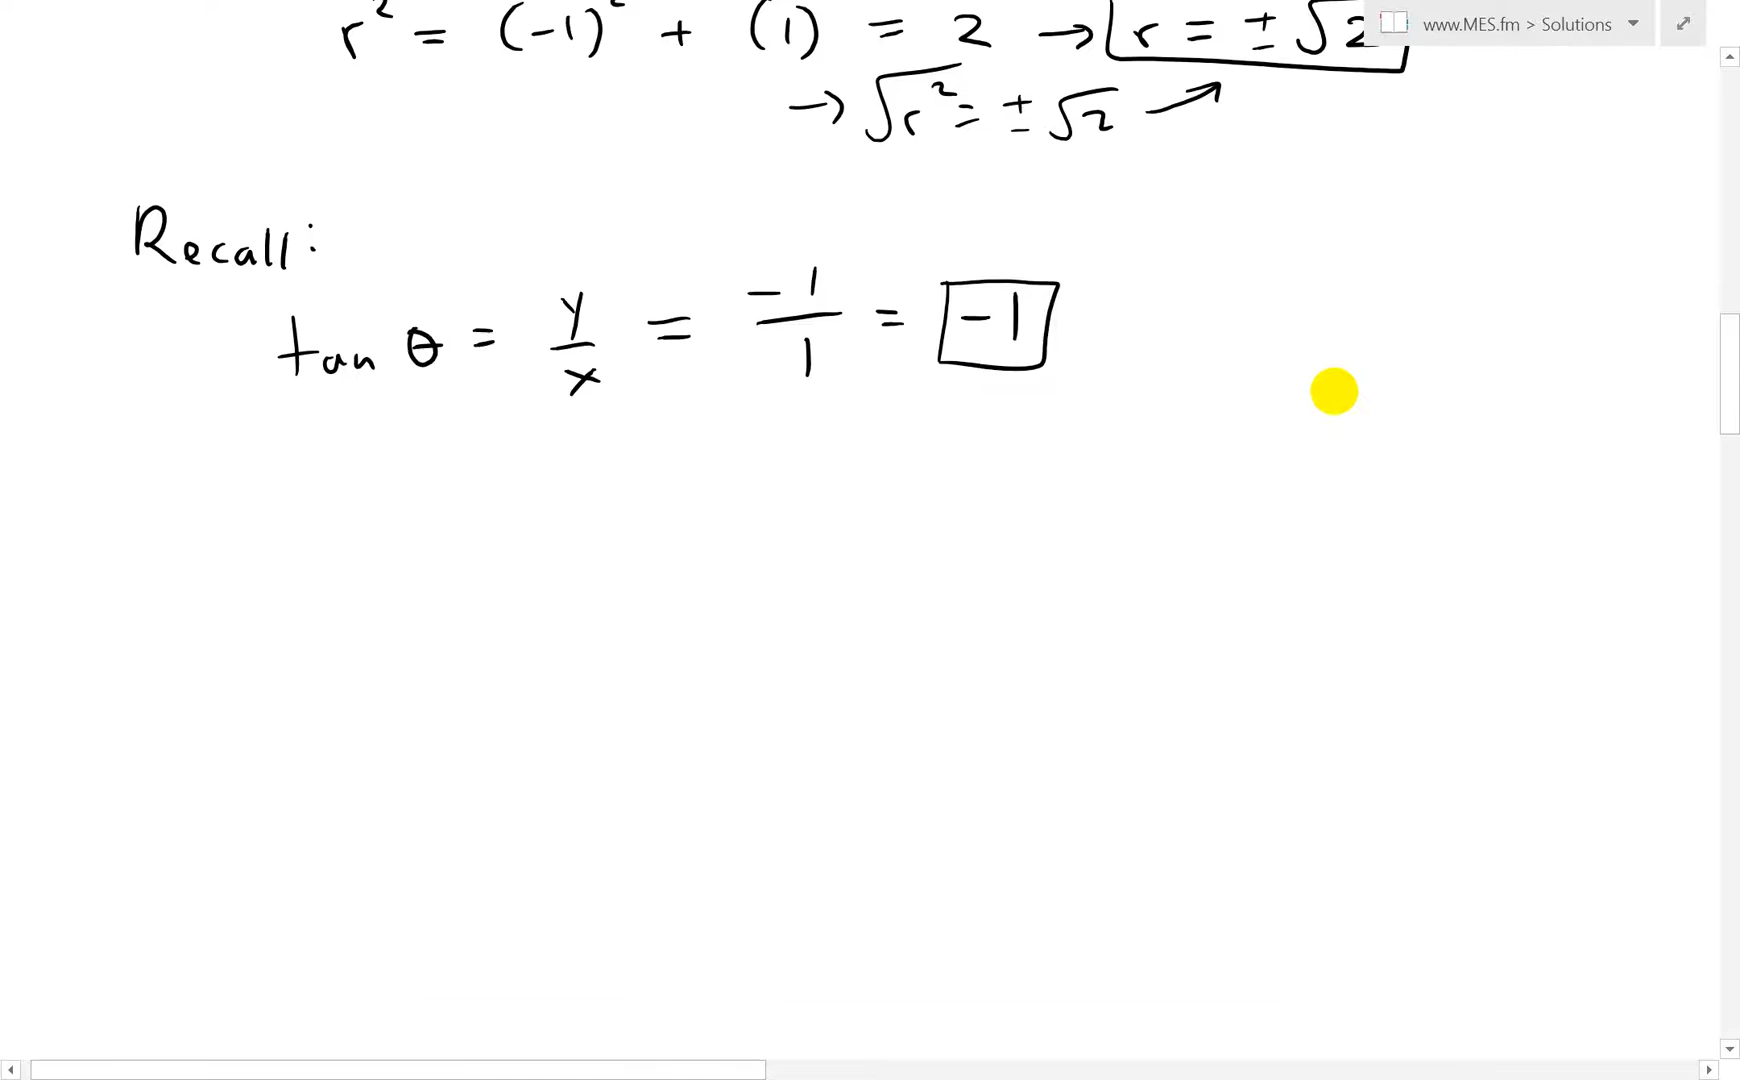 r² = (-1)² + (1) = 2 → r = ± √2
www.MES.fm > Solutions
→ √r² = ± √2 ↗
Recall:
tan θ = y/x = -1/1 = -1